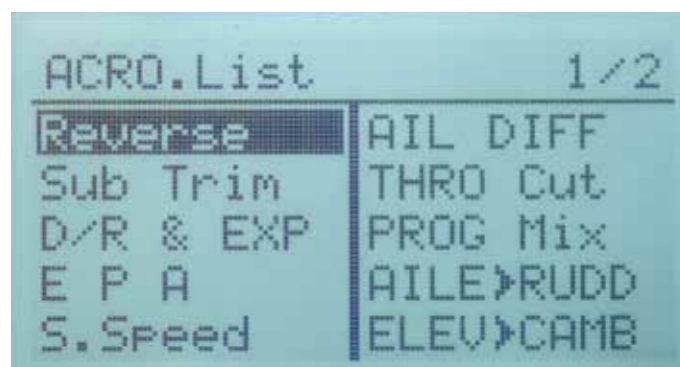 ACRO.List 1/2
Reverse
Sub Trim
D/R & EXP
E P A
S.Speed
AIL DIFF
THRO Cut
PROG Mix
AILE>RUDD
ELEV>CAMB